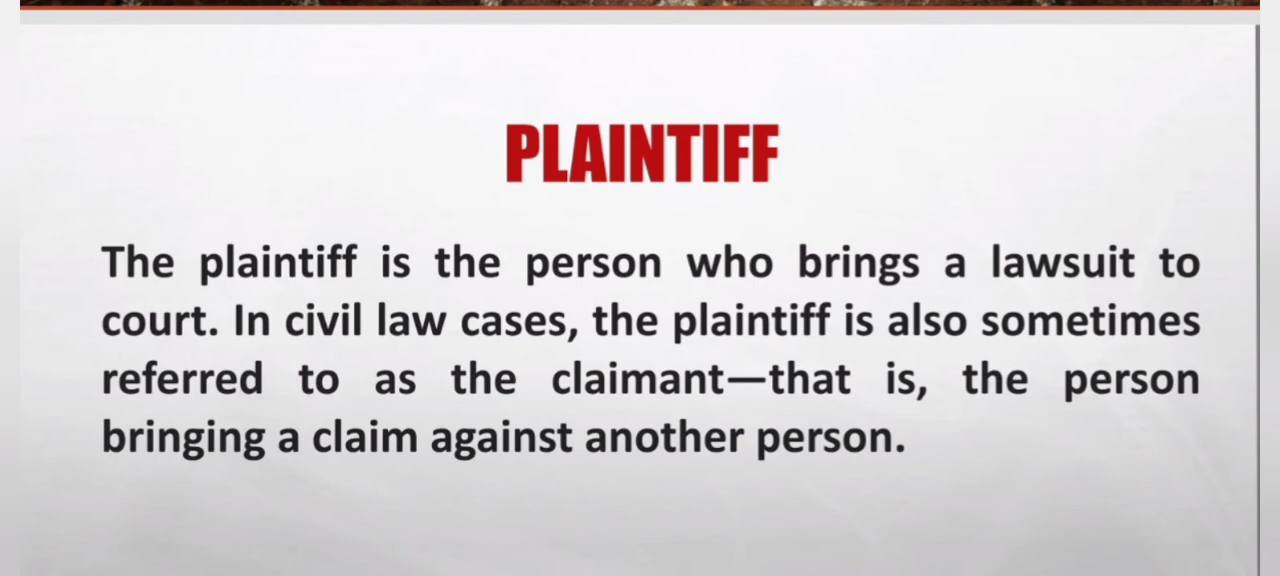 PLAINTIFF
The plaintiff is the person who brings a lawsuit to
court. In civil law cases, the plaintiff is also sometimes
referred to as the claimant—that is, the person
bringing a claim against another person.